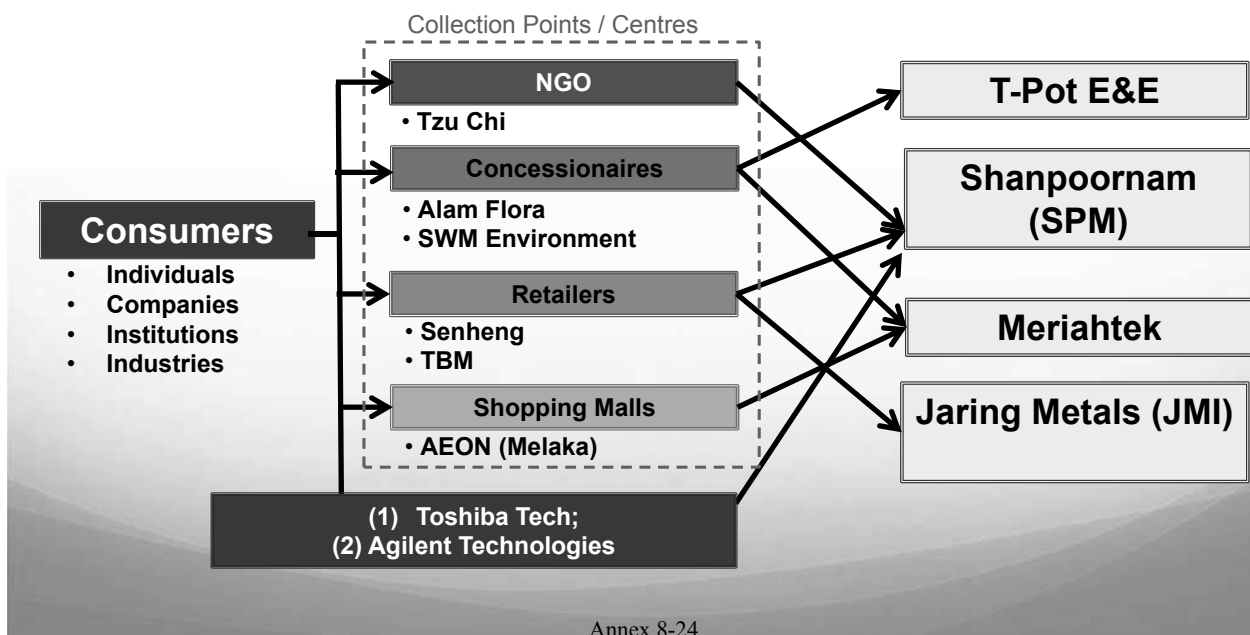 Collection Points / Centres
NGO
• Tzu Chi
Concessionaires
• Alam Flora
• SWM Environment
Retailers
• Senheng
• TBM
Shopping Malls
• AEON (Melaka)
Consumers
• Individuals
• Companies
• Institutions
• Industries
(1) Toshiba Tech;
(2) Agilent Technologies
T-Pot E&E
Shanpoornam
(SPM)
Meriahtek
Jaring Metals (JMI)
Annex 8-24